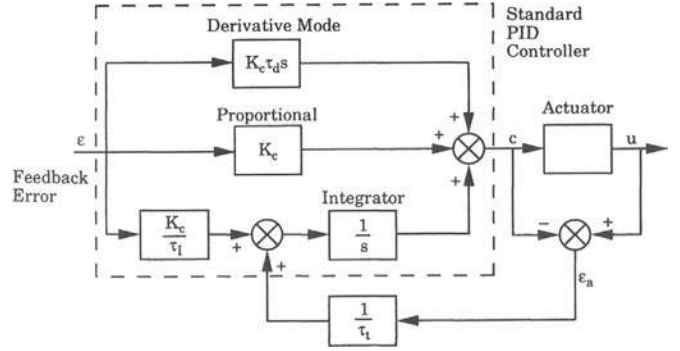 Derivative Mode
Standard
PID
Controller
K_c τ_d s
Proportional
Actuator
ε
K_c
+
+
+
c
u
Feedback
Error
Integrator
K_c
τ_I
+
+
1
s
−
+
ε_a
1
τ_t